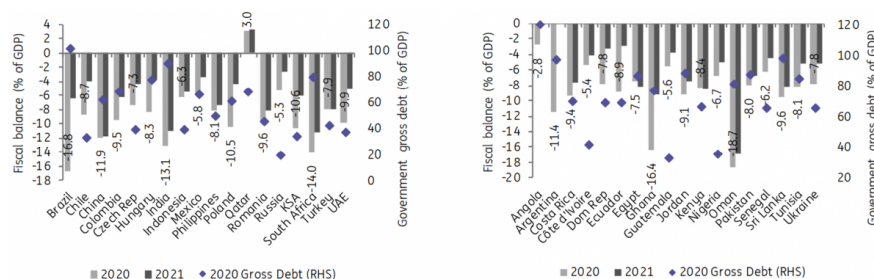 Fiscal balance (% of GDP)
4
2
0
-2
-4
-6
-8
-10
-12
-14
-16
-18
-16.8
-8.7
-11.9
-9.5
-7.3
-8.3
-13.1
-6.3
-5.8
-8.1
-10.5
3.0
-9.6
-5.3
-10.6
-14.0
-7.9
-9.9
120
100
80
60
40
20
0
Government gross debt (% of GDP)
Brazil
Chile
China
Colombia
Czech Rep
Hungary
India
Indonesia
Mexico
Philippines
Poland
Qatar
Romania
Russia
KSA
South Africa
Turkey
UAE
2020 2021 2020 Gross Debt (RHS)
Fiscal balance (% of GDP)
0
-2
-4
-6
-8
-10
-12
-14
-16
-18
-20
-2.8
-11.4
-9.4
-5.4
-7.8
-8.9
-7.5
-16.4
-5.6
-9.1
-8.4
-6.7
-18.7
-8.0
-6.2
-9.6
-8.1
-7.8
120
100
80
60
40
20
Government gross debt (% of GDP)
Angola
Argentina
Costa Rica
Côte d'Ivoire
Dom Rep
Ecuador
Egypt
Ghana
Guatemala
Jordan
Kenya
Nigeria
Oman
Pakistan
Senegal
Sri Lanka
Tunisia
Ukraine
2020 2021 2020 Gross Debt (RHS)